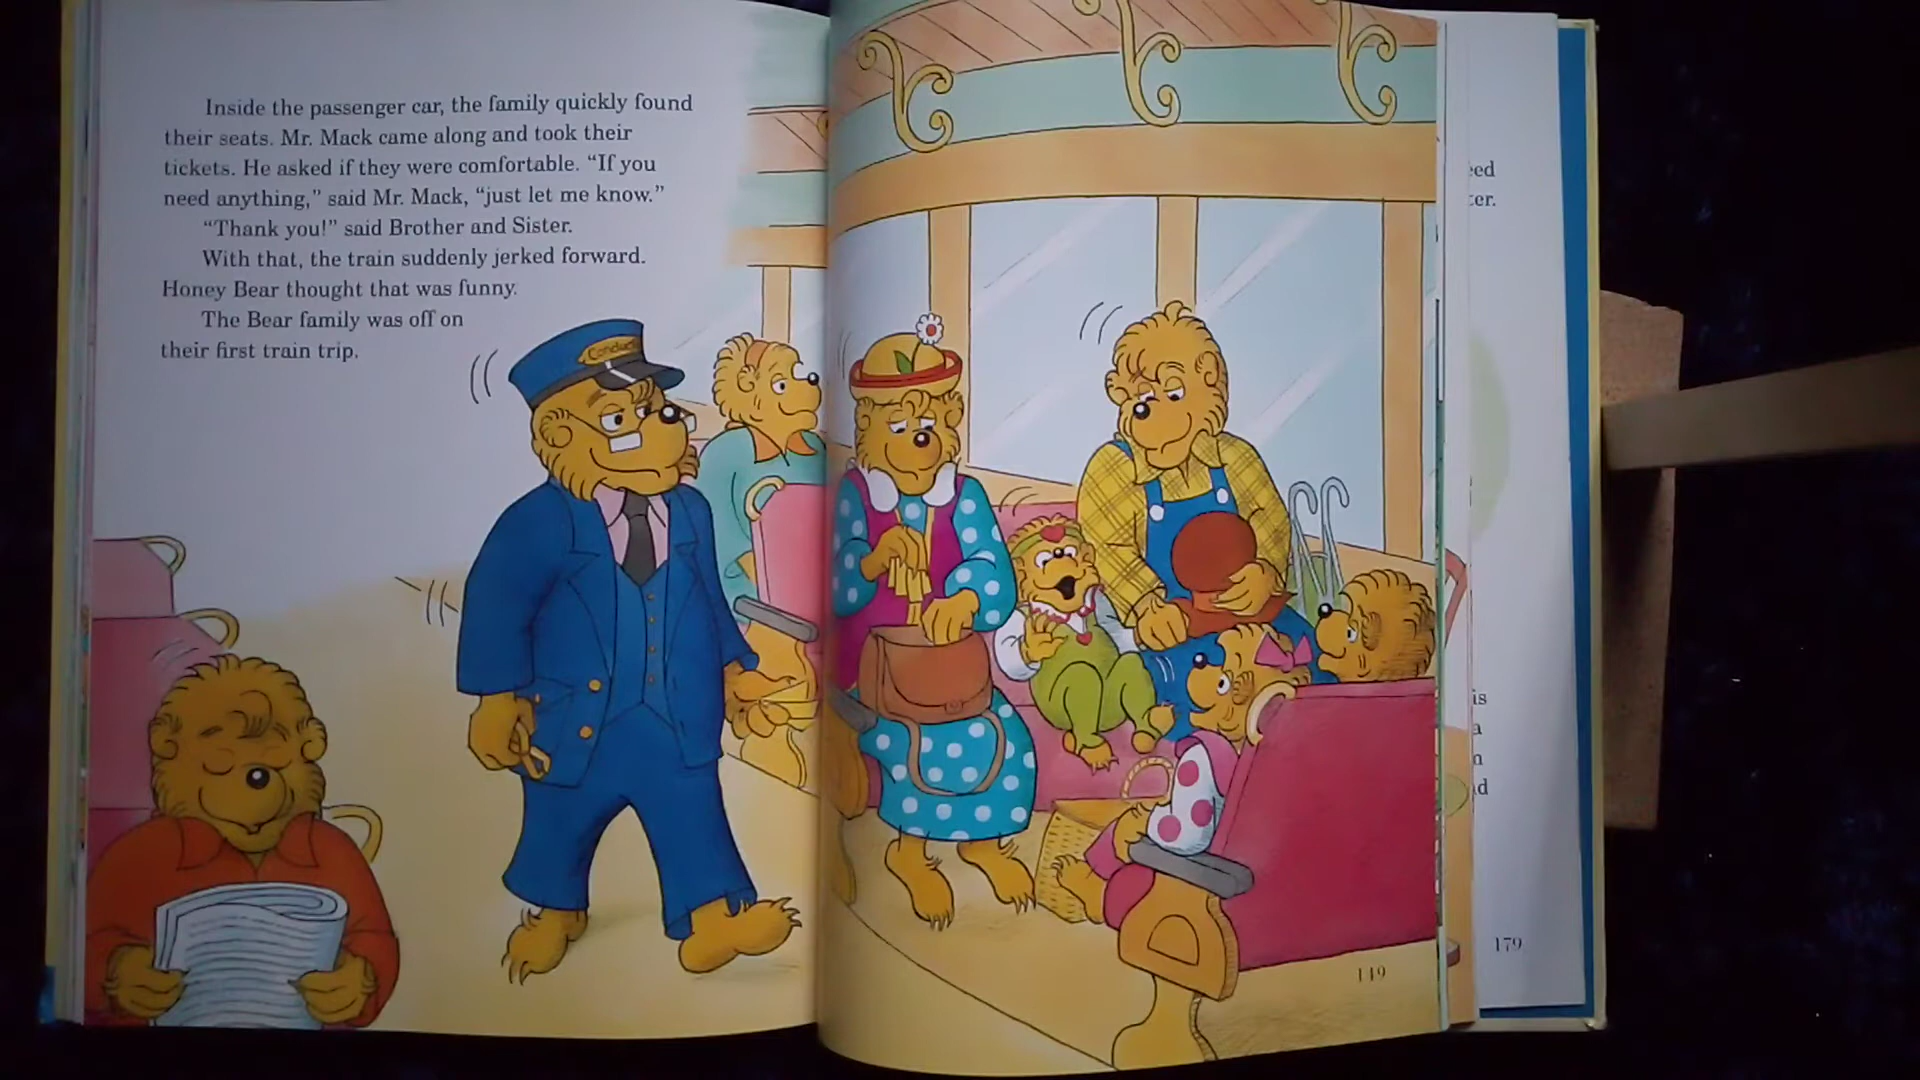 Inside the passenger car, the family quickly found
their seats. Mr. Mack came along and took their
tickets. He asked if they were comfortable. “If you
need anything,” said Mr. Mack, “just let me know.”
“Thank you!” said Brother and Sister.
With that, the train suddenly jerked forward.
Honey Bear thought that was funny.
The Bear family was off on
their first train trip.
149
is
a
179